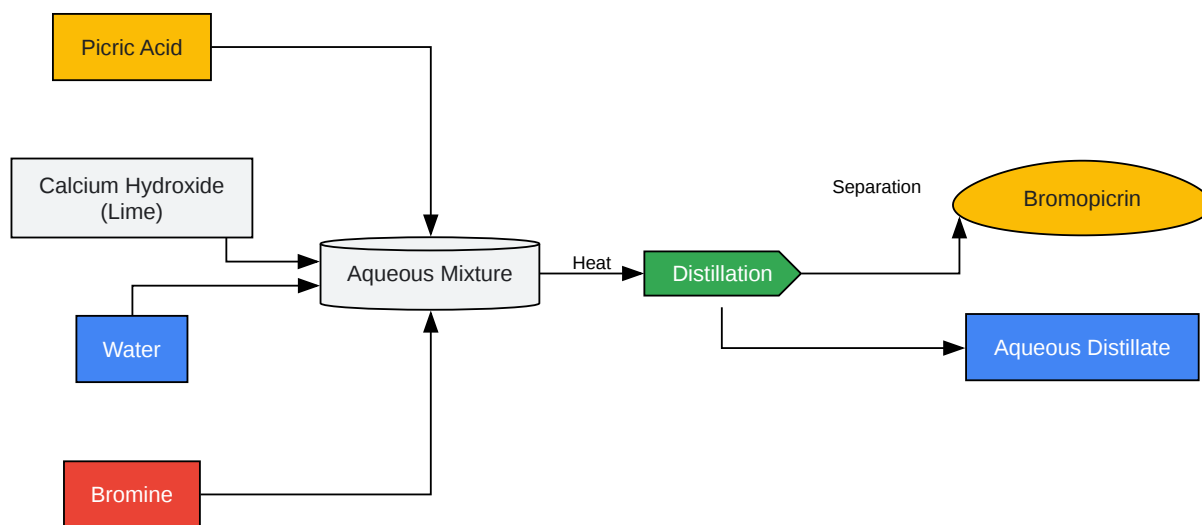 Picric Acid
Calcium Hydroxide
(Lime)
Water
Bromine
Aqueous Mixture
Heat
Distillation
Separation
Bromopicrin
Aqueous Distillate